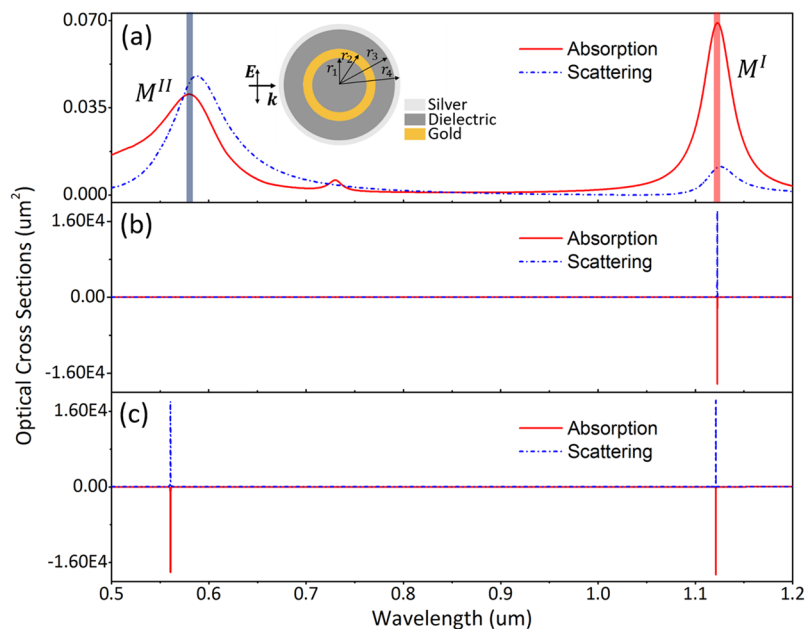 0.070
(a)
E
k
r1
r2
r3
r4
Silver
Dielectric
Gold
M^II
M^I
Absorption
Scattering
0.035
0.000
(b)
1.60E4
Absorption
Scattering
0.00
-1.60E4
(c)
1.60E4
Absorption
Scattering
0.00
-1.60E4
Optical Cross Sections (um²)
0.5 0.6 0.7 0.8 0.9 1.0 1.1 1.2
Wavelength (um)